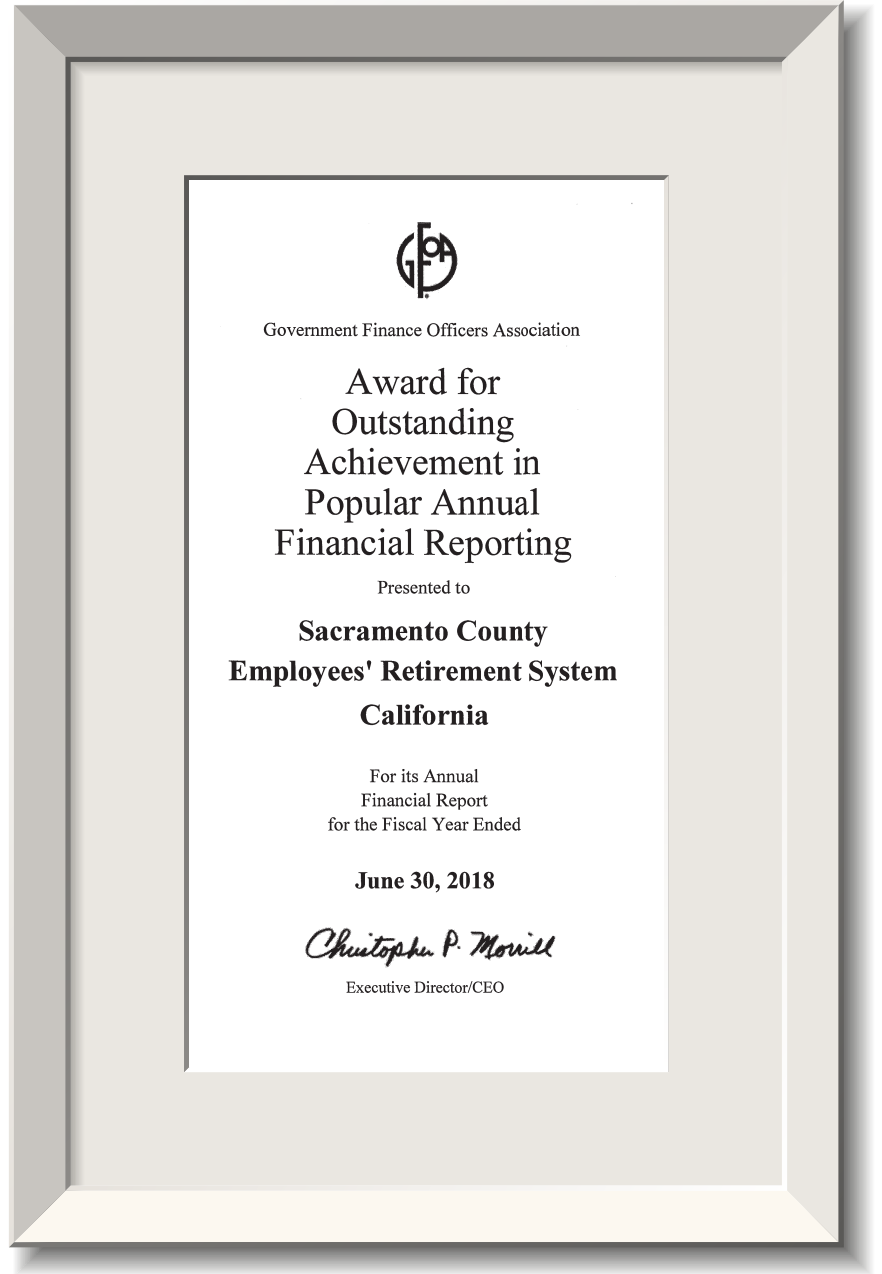 GFOA
Government Finance Officers Association
Award for
Outstanding
Achievement in
Popular Annual
Financial Reporting
Presented to
Sacramento County
Employees' Retirement System
California
For its Annual
Financial Report
for the Fiscal Year Ended
June 30, 2018
Christopher P. Morrill
Executive Director/CEO